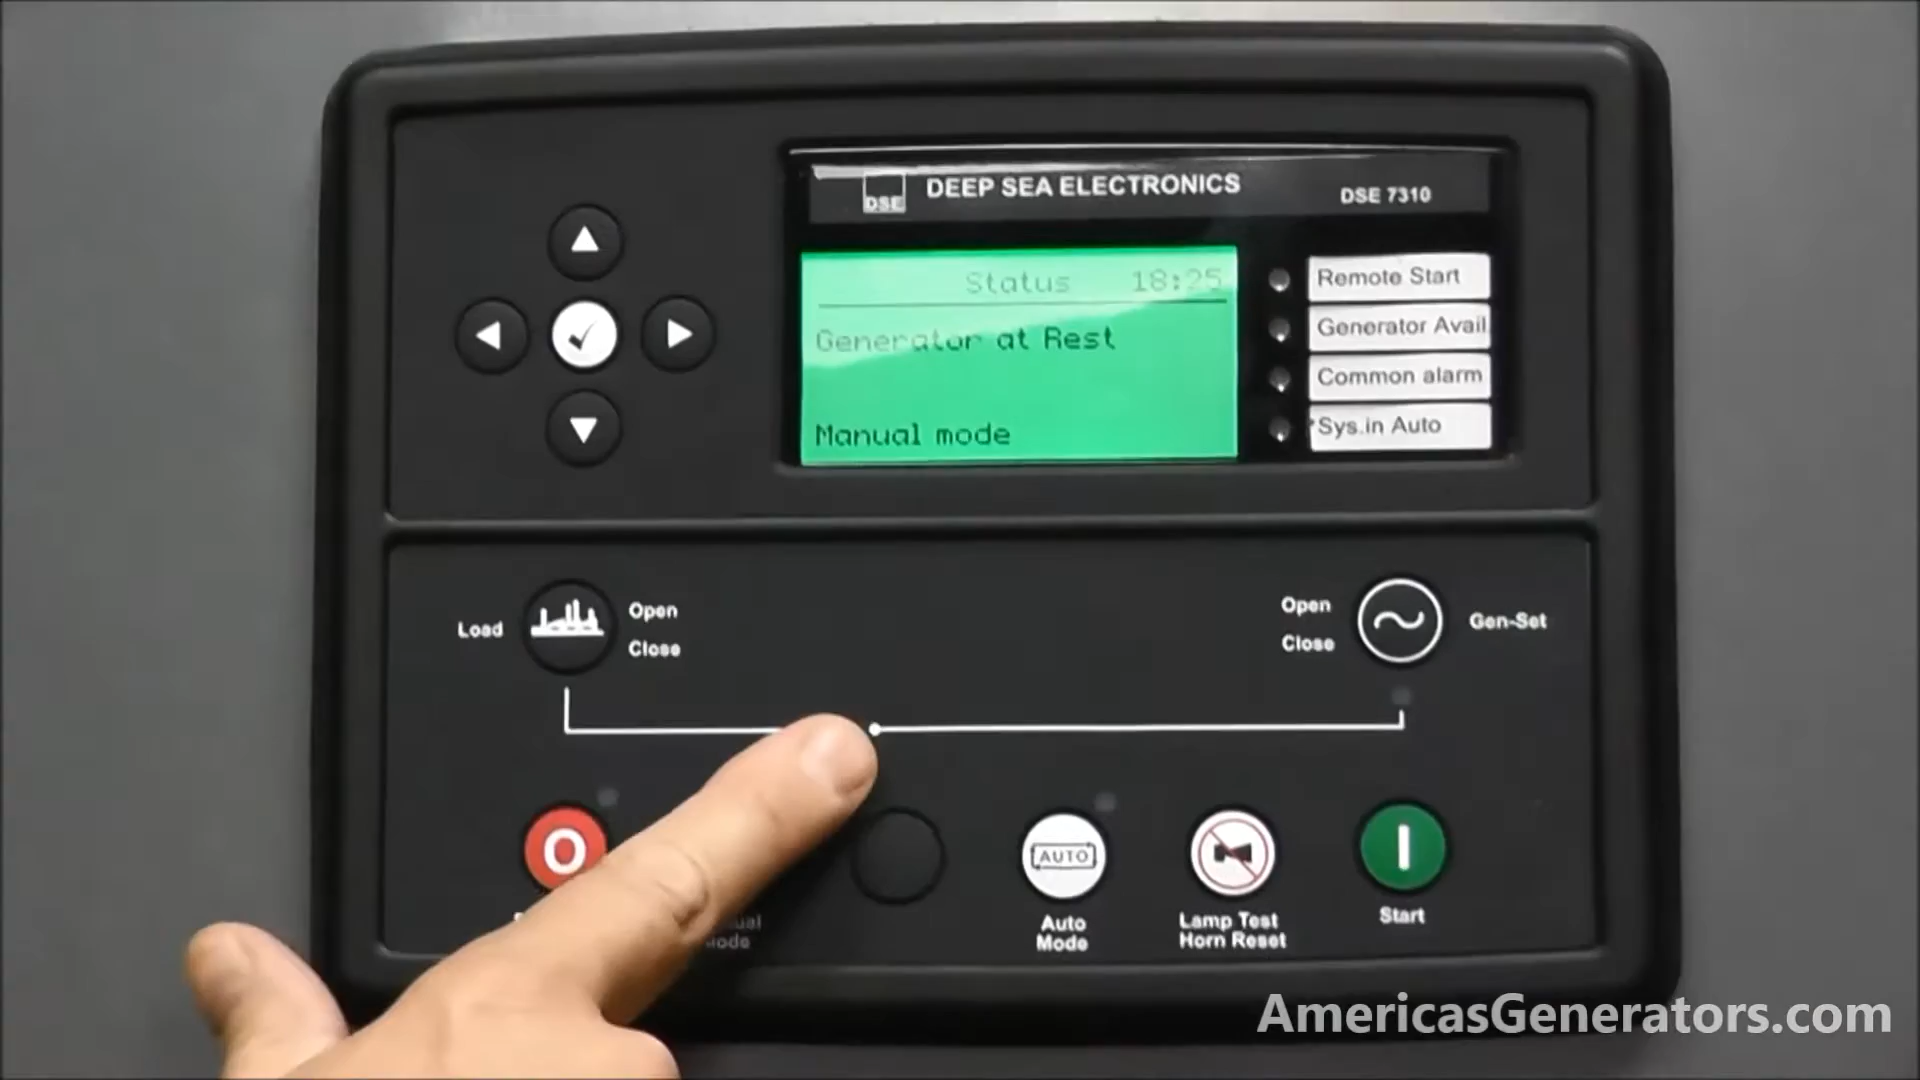 DSE DEEP SEA ELECTRONICS DSE 7310
Status 18:25
Generator at Rest
Manual mode
Remote Start
Generator Avail
Common alarm
Sys.in Auto
Load
Open
Close
Open
Close
Gen-Set
O
AUTO
I
Auto
Mode
Lamp Test
Horn Reset
Start
AmericasGenerators.com